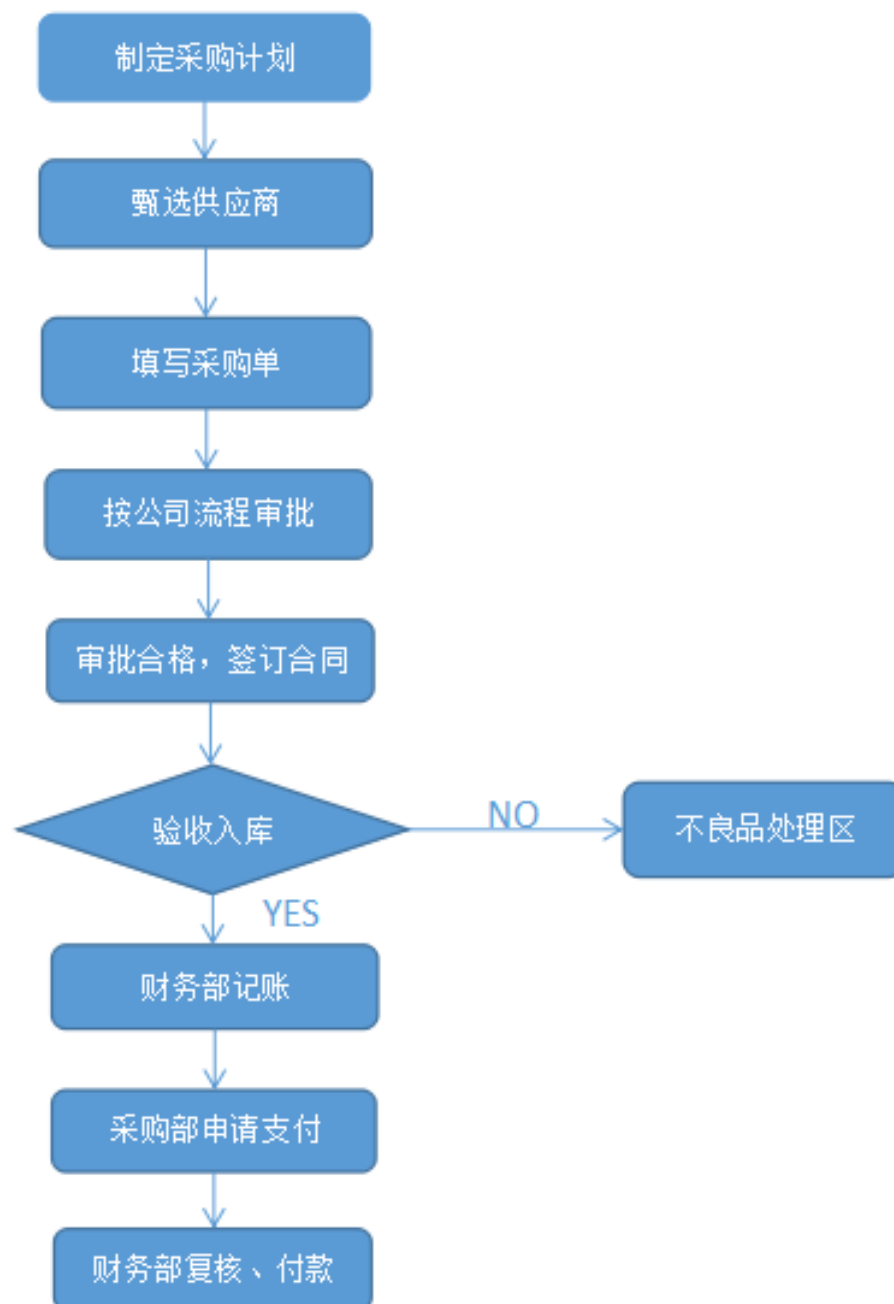 制定采购计划
甄选供应商
填写采购单
按公司流程审批
审批合格，签订合同
验收入库
NO
不良品处理区
YES
财务部记账
采购部申请支付
财务部复核、付款